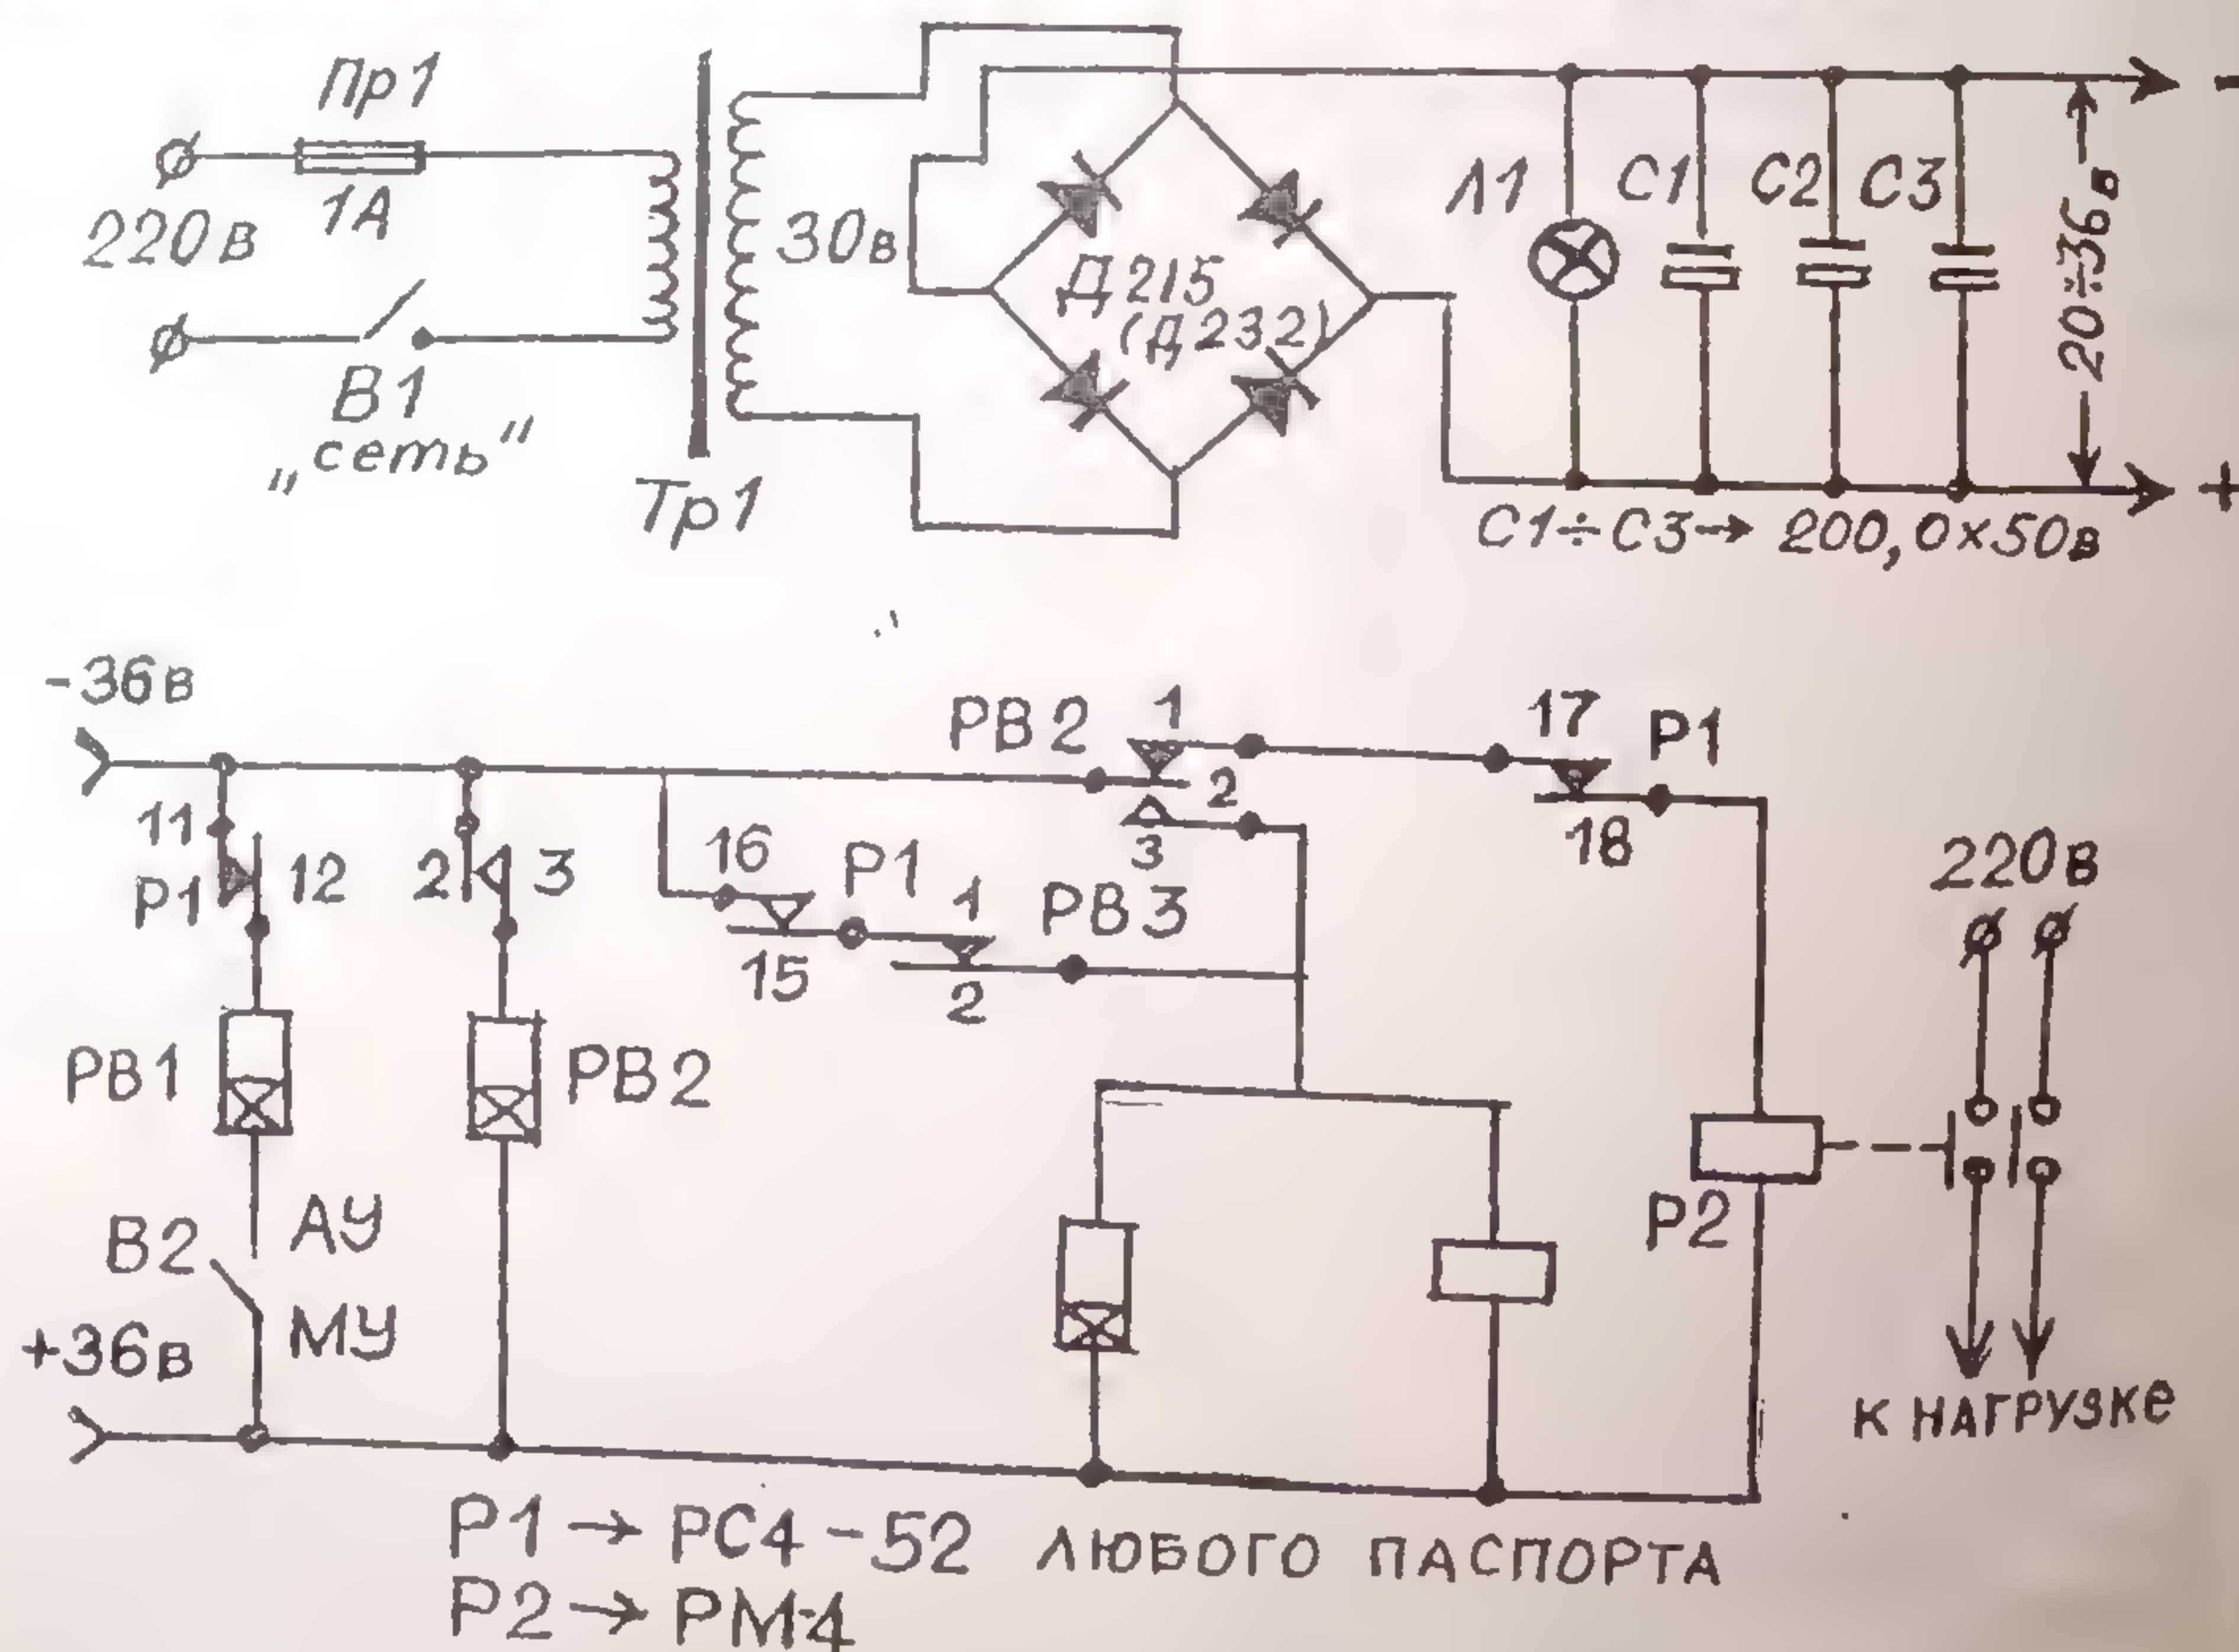 Пр1
1А
220в
В1
„сеть"
Тр1
30в
Д215
(Д232)
Л1
С1
С2
С3
20÷36в
-
+
С1÷С3→ 200,0×50в
-36в
11
12
Р1
2
3
РВ1
РВ2
В2
АУ
МУ
+36в
16
Р1
15
1
РВ3
2
РВ2
1
2
3
17
Р1
18
Р2
220в
К НАГРУЗКЕ
Р1→РС4-52 ЛЮБОГО ПАСПОРТА
Р2→РМ-4